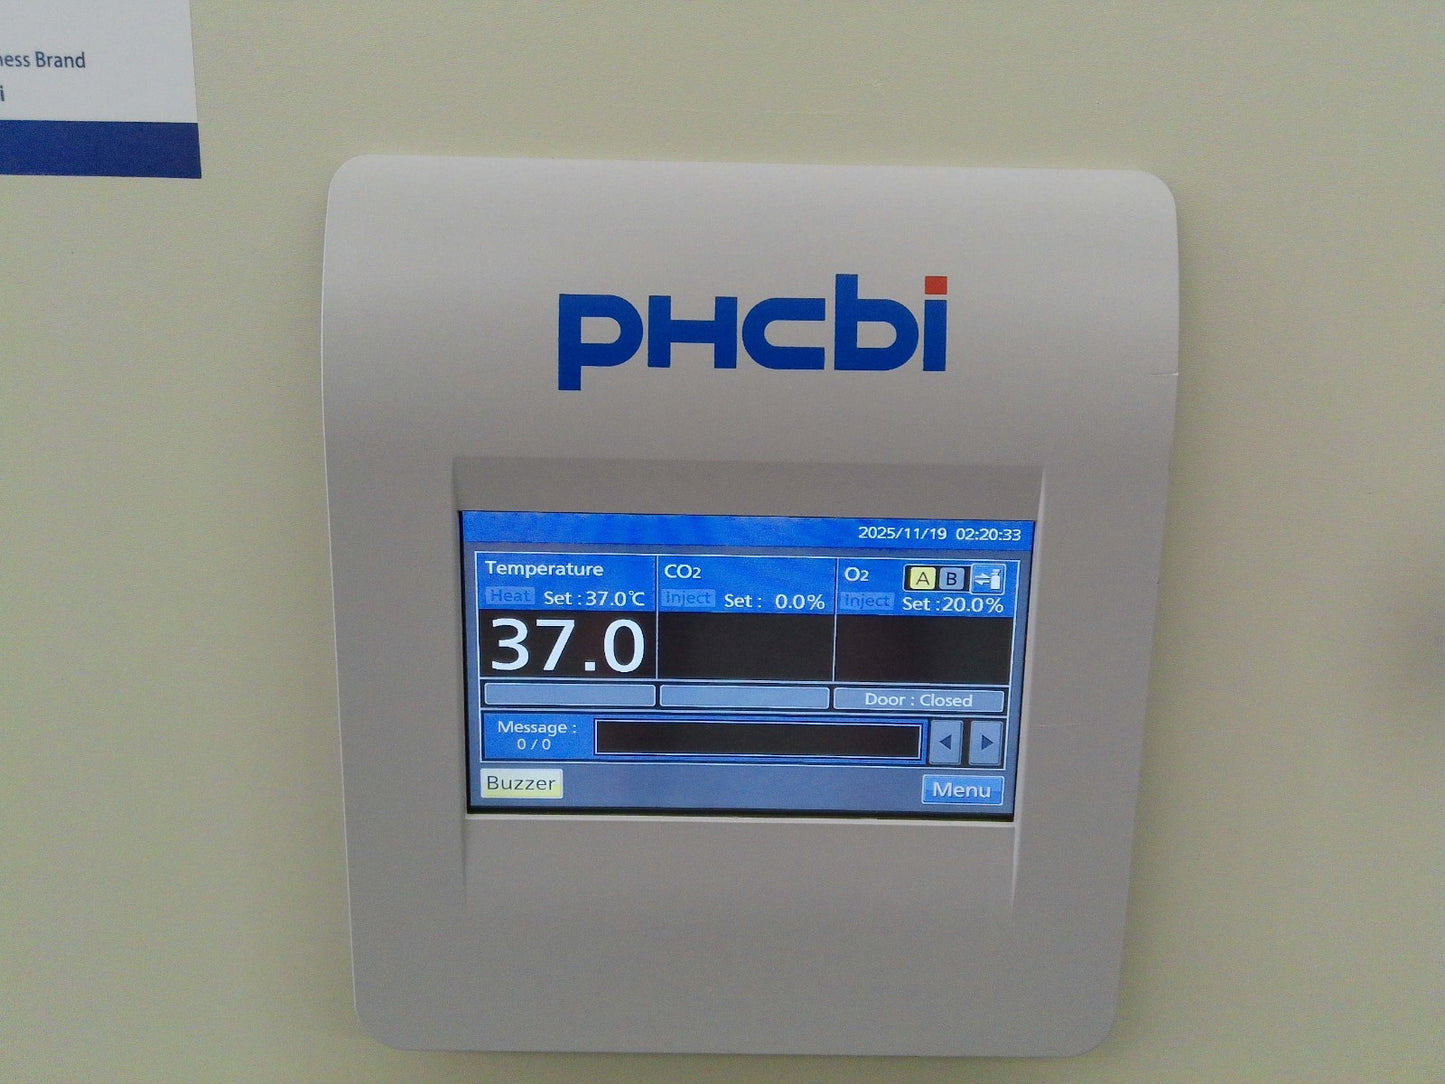 ness Brand
i
PHCbi
2025/11/19 02:20:33
Temperature
Heat Set : 37.0℃
37.0
CO2
Inject Set : 0.0%
O2 A B
Inject Set : 20.0%
Door : Closed
Message :
0 / 0
Buzzer
Menu